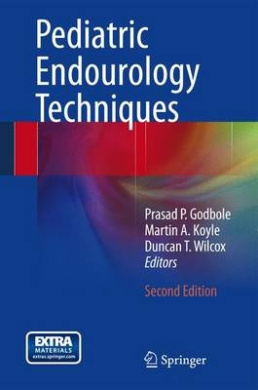 Pediatric
Endourology
Techniques
Prasad P. Godbole
Martin A. Koyle
Duncan T. Wilcox
Editors
Second Edition
EXTRA
MATERIALS
extras.springer.com
Springer